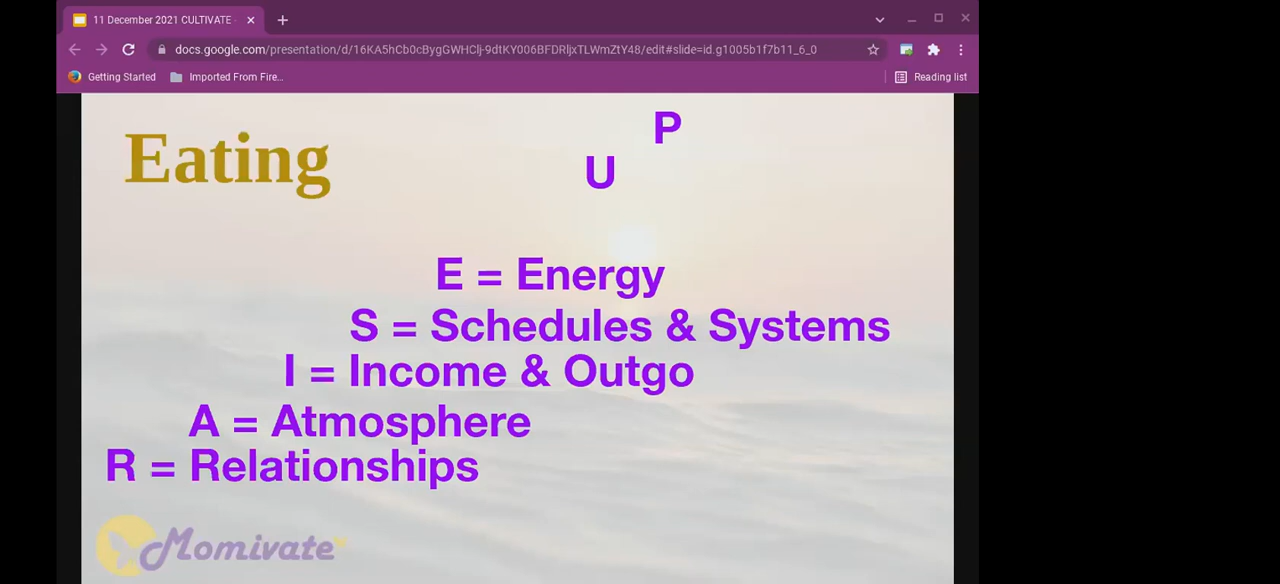 11 December 2021 CULTIVATE
docs.google.com/presentation/d/16KA5hCb0cBygGWHClj-9dtKY006BFDRljxTLWmZtY48/edit#slide=id.g1005b1f7b11_6_0
Getting Started
Imported From Fire...
Reading list
Eating
P
U
E = Energy
S = Schedules & Systems
I = Income & Outgo
A = Atmosphere
R = Relationships
Momivate